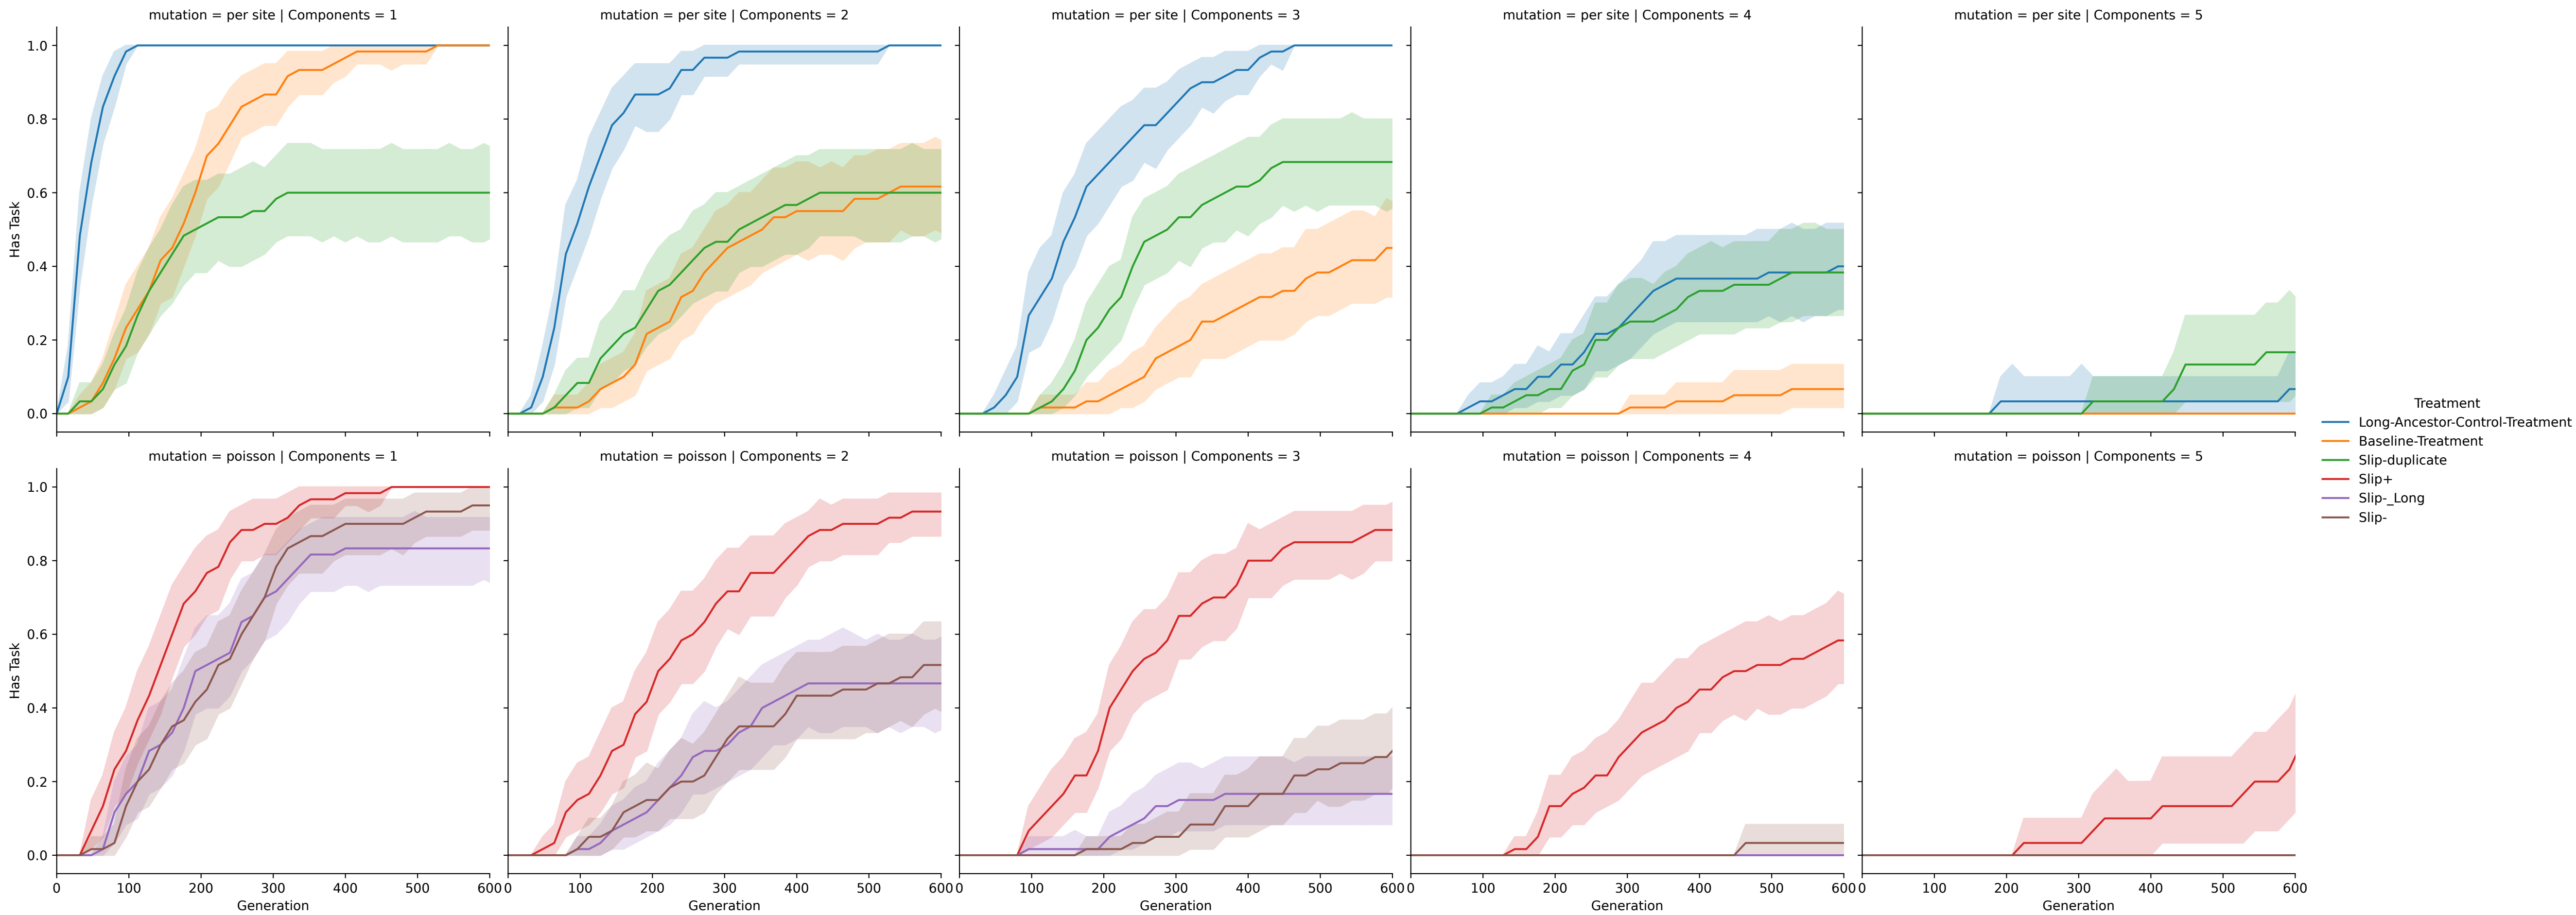 mutation = per site | Components = 1
mutation = per site | Components = 2
mutation = per site | Components = 3
mutation = per site | Components = 4
mutation = per site | Components = 5
1.0
0.8
0.6
0.4
0.2
0.0
Has Task
Treatment
Long-Ancestor-Control-Treatment
Baseline-Treatment
Slip-duplicate
Slip+
Slip-_Long
Slip-
mutation = poisson | Components = 1
mutation = poisson | Components = 2
mutation = poisson | Components = 3
mutation = poisson | Components = 4
mutation = poisson | Components = 5
1.0
0.8
0.6
0.4
0.2
0.0
Has Task
0 100 200 300 400 500 600
0 100 200 300 400 500 600
0 100 200 300 400 500 600
0 100 200 300 400 500 600
0 100 200 300 400 500 600
Generation
Generation
Generation
Generation
Generation